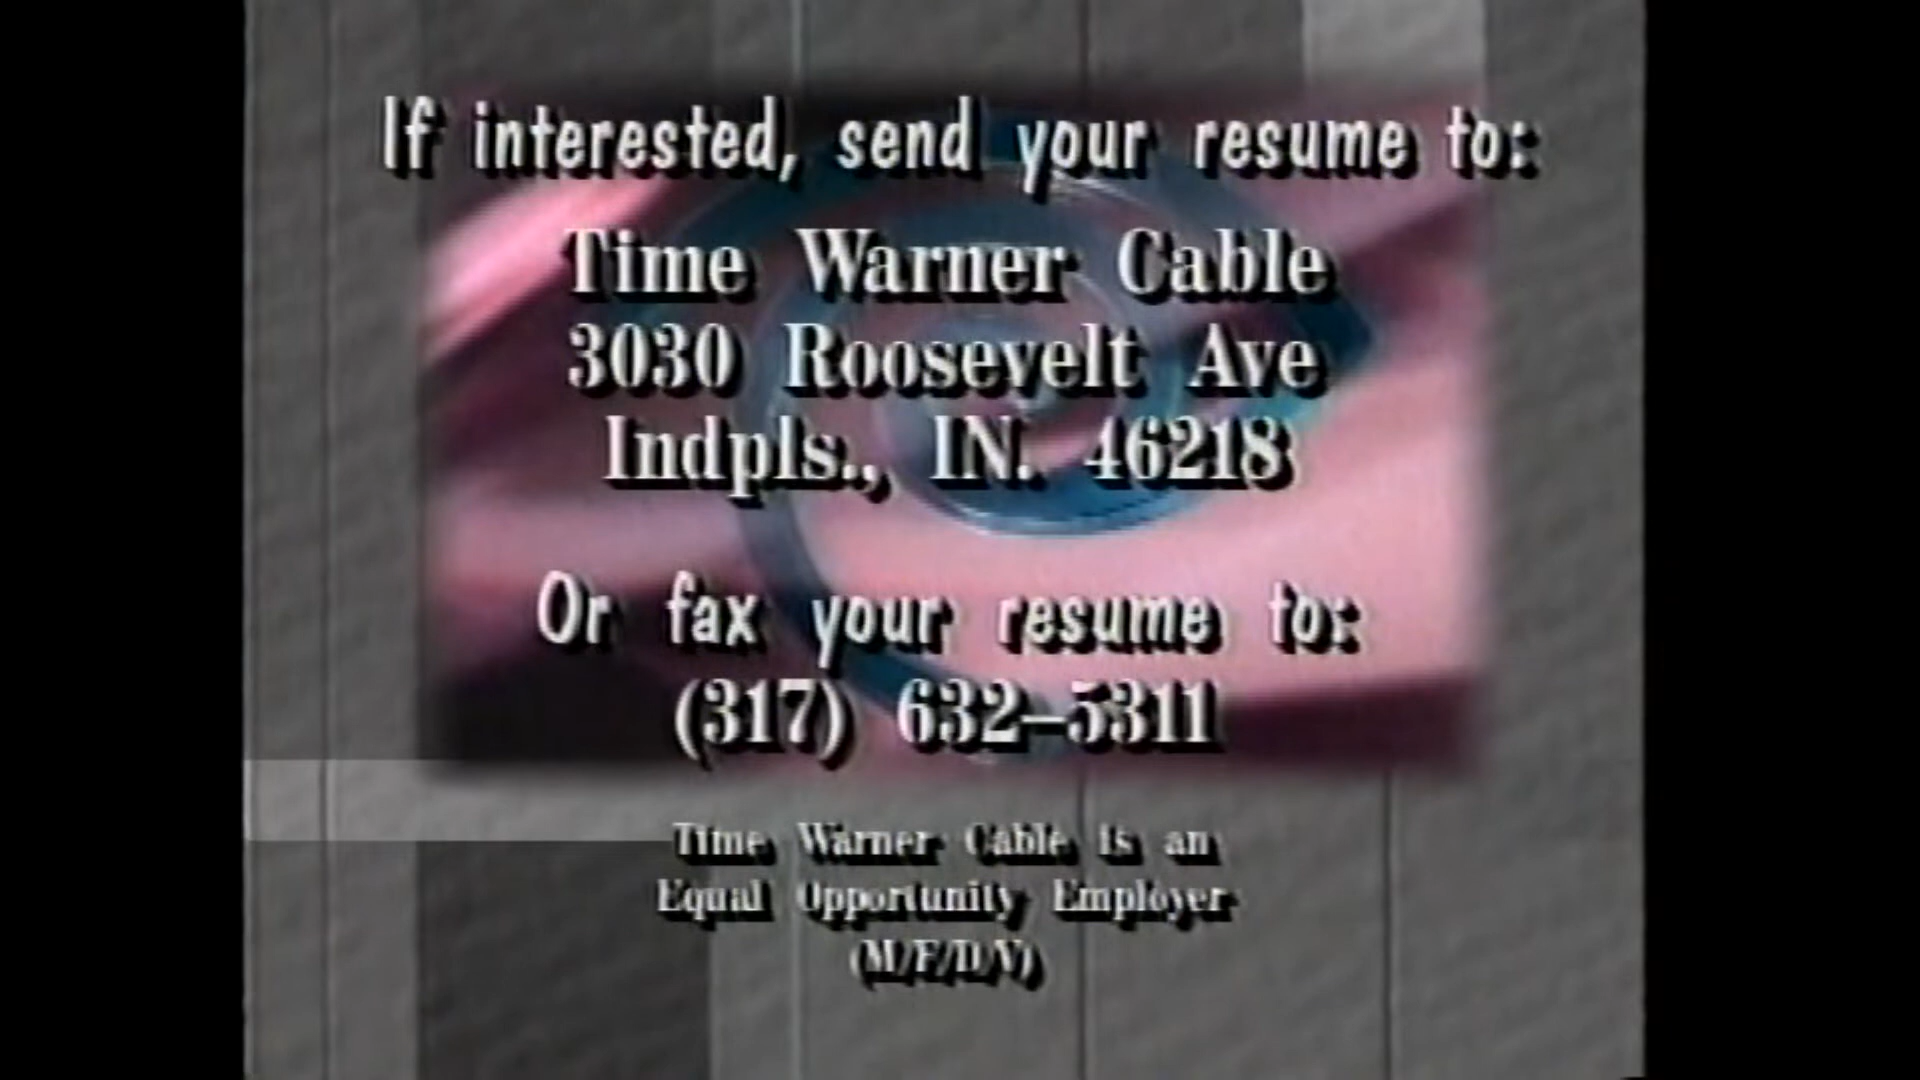 If interested, send your resume to:
Time Warner Cable
3030 Roosevelt Ave
Indpls., IN. 46218
Or fax your resume to:
(317) 632-5311
Time Warner Cable is an
Equal Opportunity Employer
(M/F/D/V)